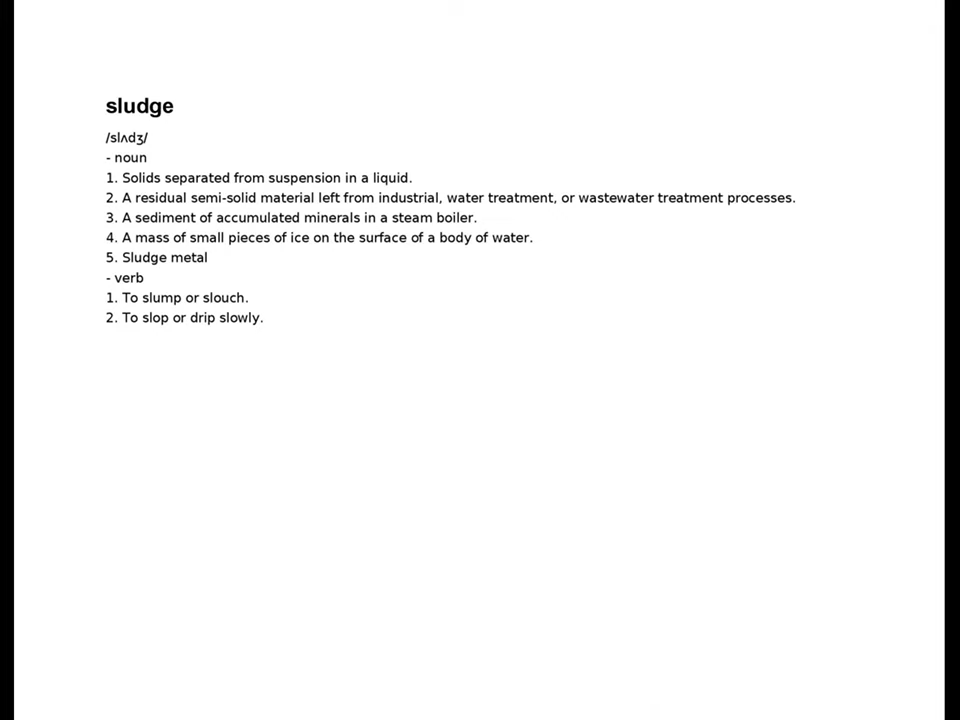 sludge
/slʌdʒ/
- noun
1. Solids separated from suspension in a liquid.
2. A residual semi-solid material left from industrial, water treatment, or wastewater treatment processes.
3. A sediment of accumulated minerals in a steam boiler.
4. A mass of small pieces of ice on the surface of a body of water.
5. Sludge metal
- verb
1. To slump or slouch.
2. To slop or drip slowly.